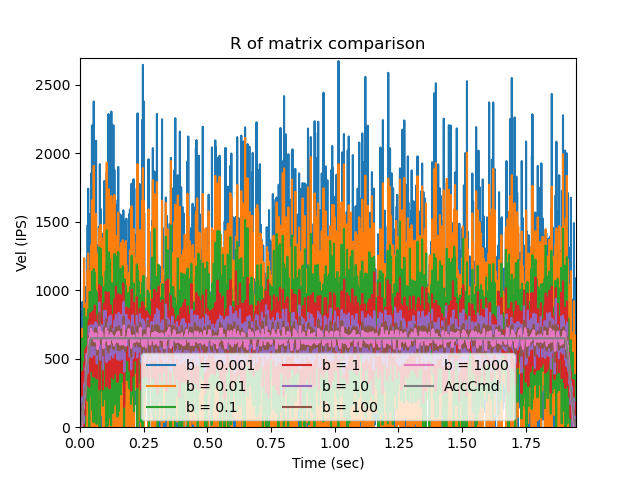 R of matrix comparison
Vel (IPS)
2500
2000
1500
1000
500
0
b = 0.001
b = 0.01
b = 0.1
b = 1
b = 10
b = 100
b = 1000
AccCmd
0.00 0.25 0.50 0.75 1.00 1.25 1.50 1.75
Time (sec)